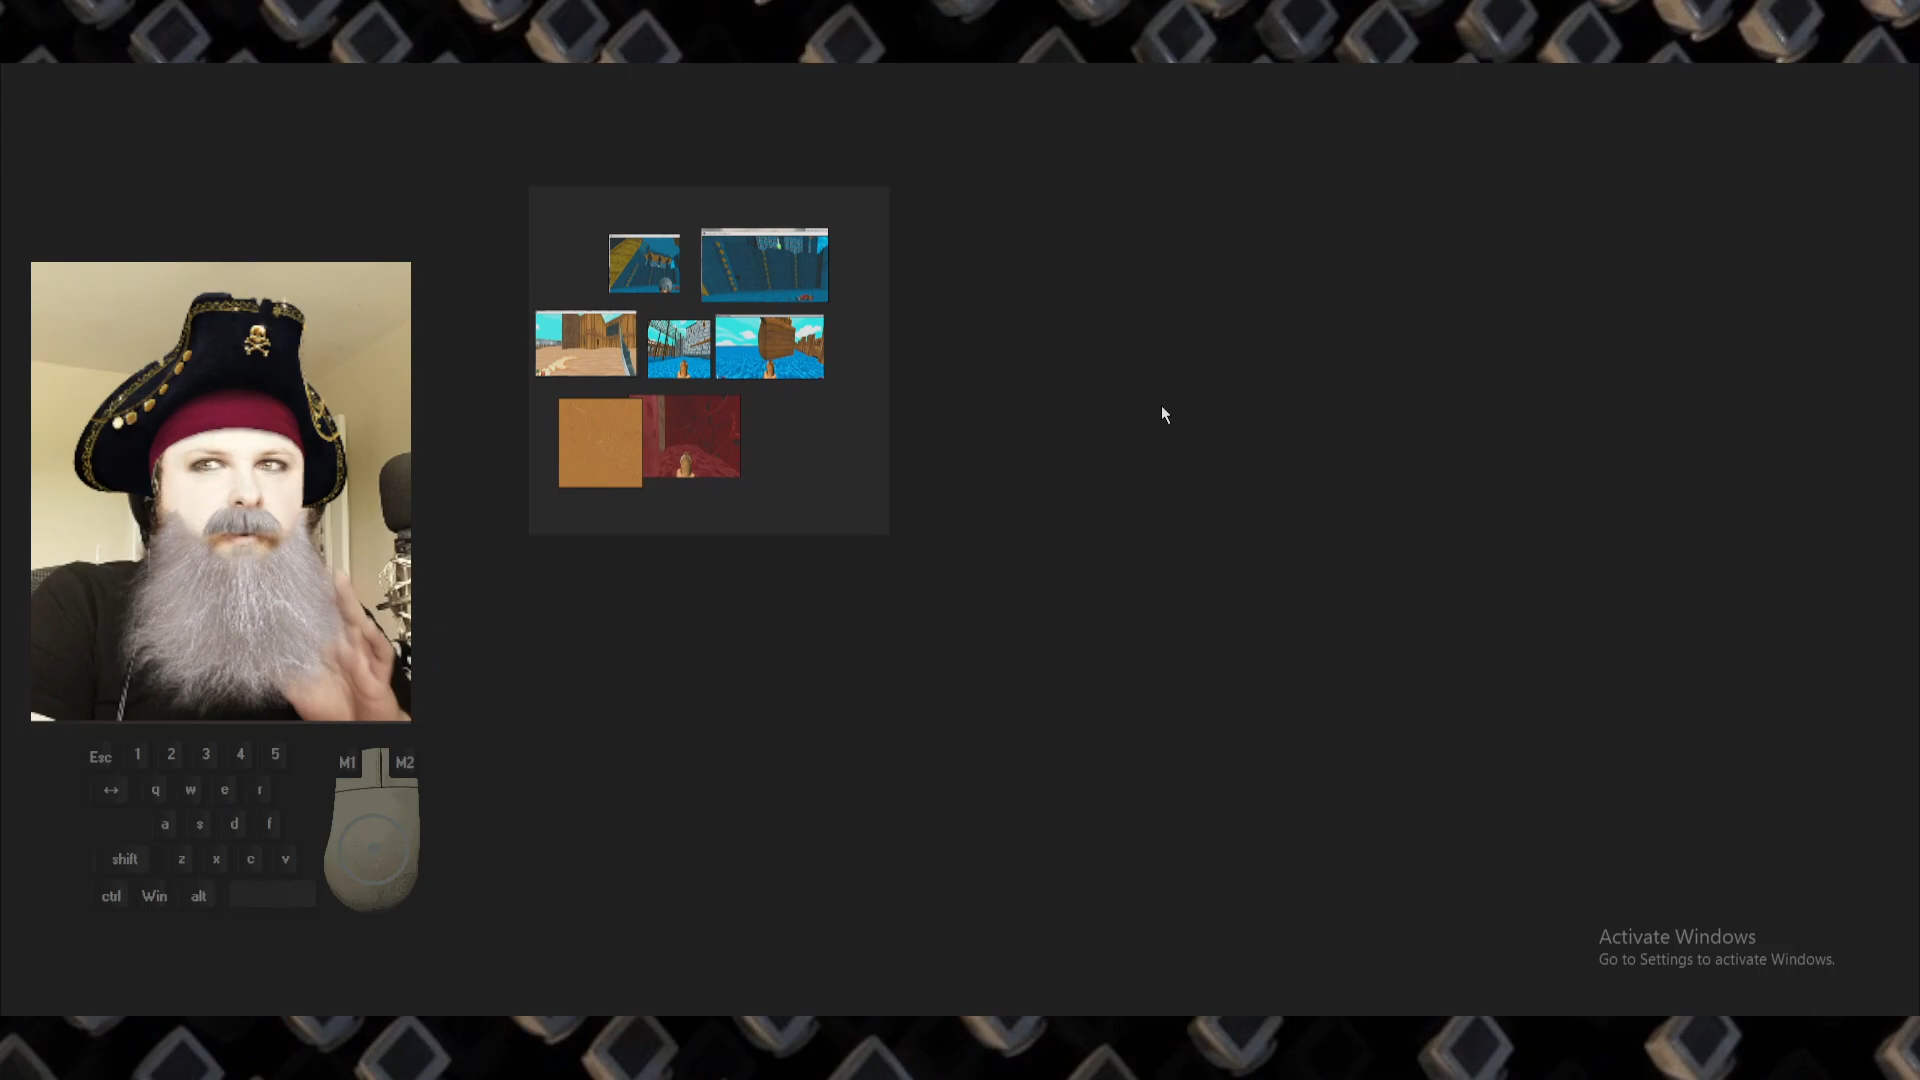 Esc 1 2 3 4 5
↔ q w e r
a s d f
shift z x c v
ctrl Win alt
M1 M2
Activate Windows
Go to Settings to activate Windows.